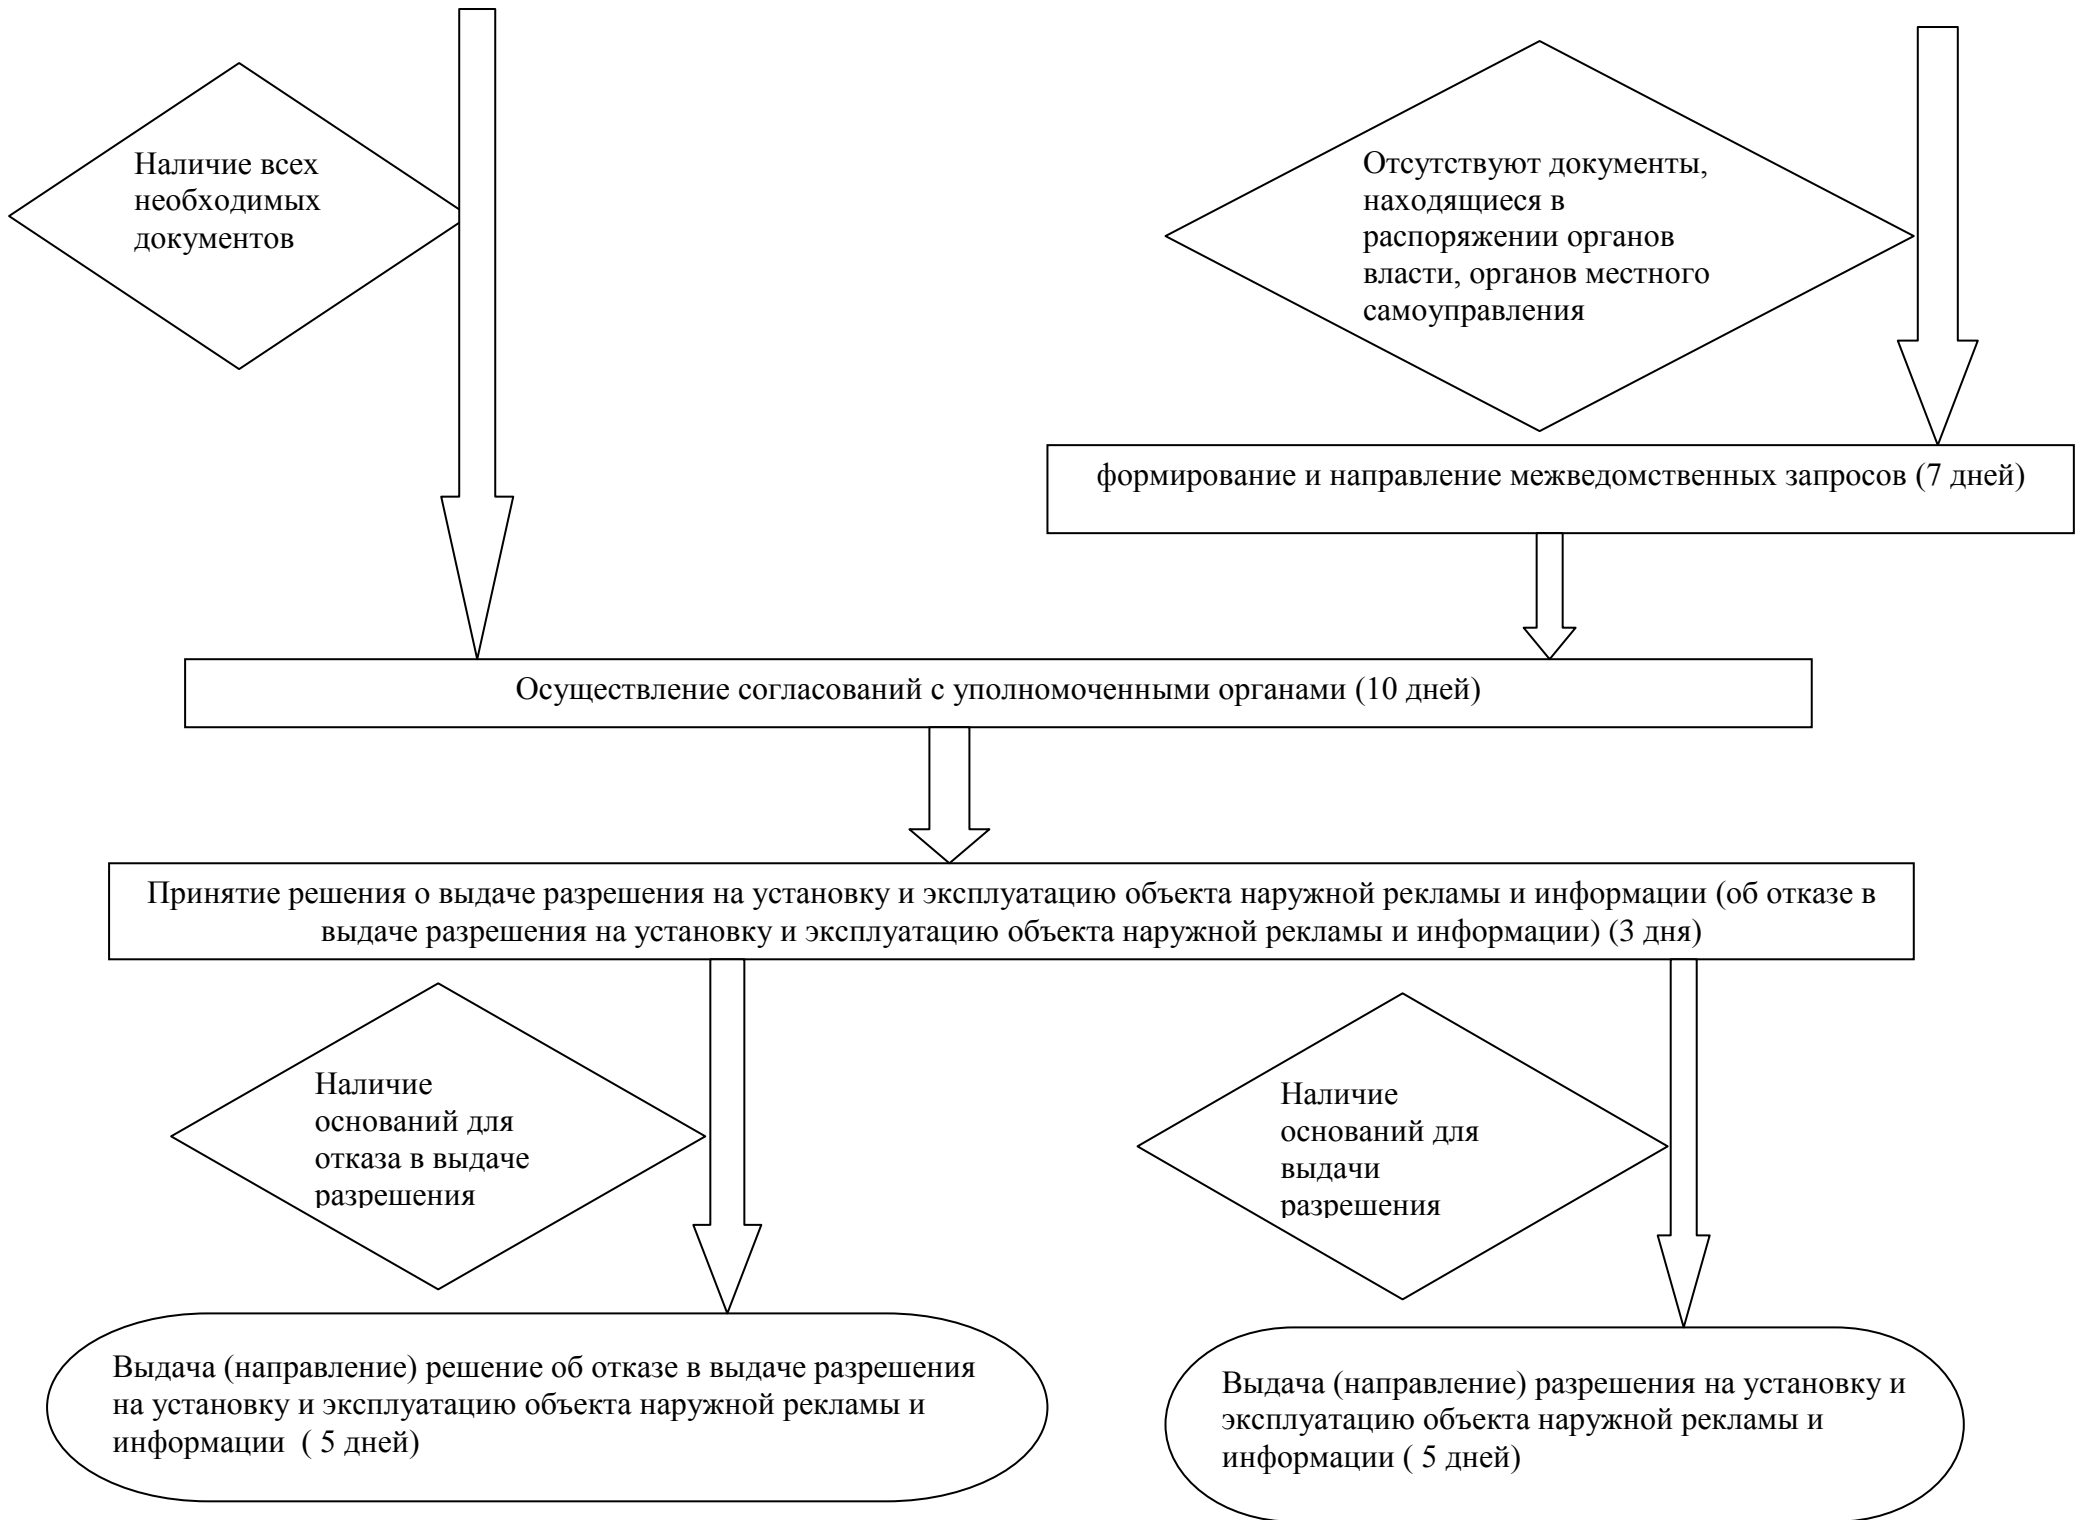 Наличие всех
необходимых
документов
Отсутствуют документы,
находящиеся в
распоряжении органов
власти, органов местного
самоуправления
формирование и направление межведомственных запросов (7 дней)
Осуществление согласований с уполномоченными органами (10 дней)
Принятие решения о выдаче разрешения на установку и эксплуатацию объекта наружной рекламы и информации (об отказе в
выдаче разрешения на установку и эксплуатацию объекта наружной рекламы и информации) (3 дня)
Наличие
оснований для
отказа в выдаче
разрешения
Наличие
оснований для
выдачи
разрешения
Выдача (направление) решение об отказе в выдаче разрешения
на установку и эксплуатацию объекта наружной рекламы и
информации  ( 5 дней)
Выдача (направление) разрешения на установку и
эксплуатацию объекта наружной рекламы и
информации ( 5 дней)